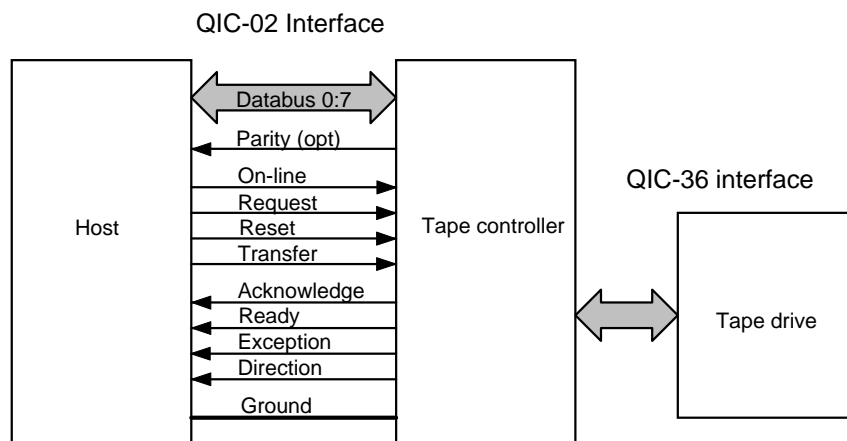 QIC-02 Interface
Databus 0:7
Parity (opt)
On-line
Request
Reset
Transfer
Acknowledge
Ready
Exception
Direction
Ground
Host
Tape controller
QIC-36 interface
Tape drive